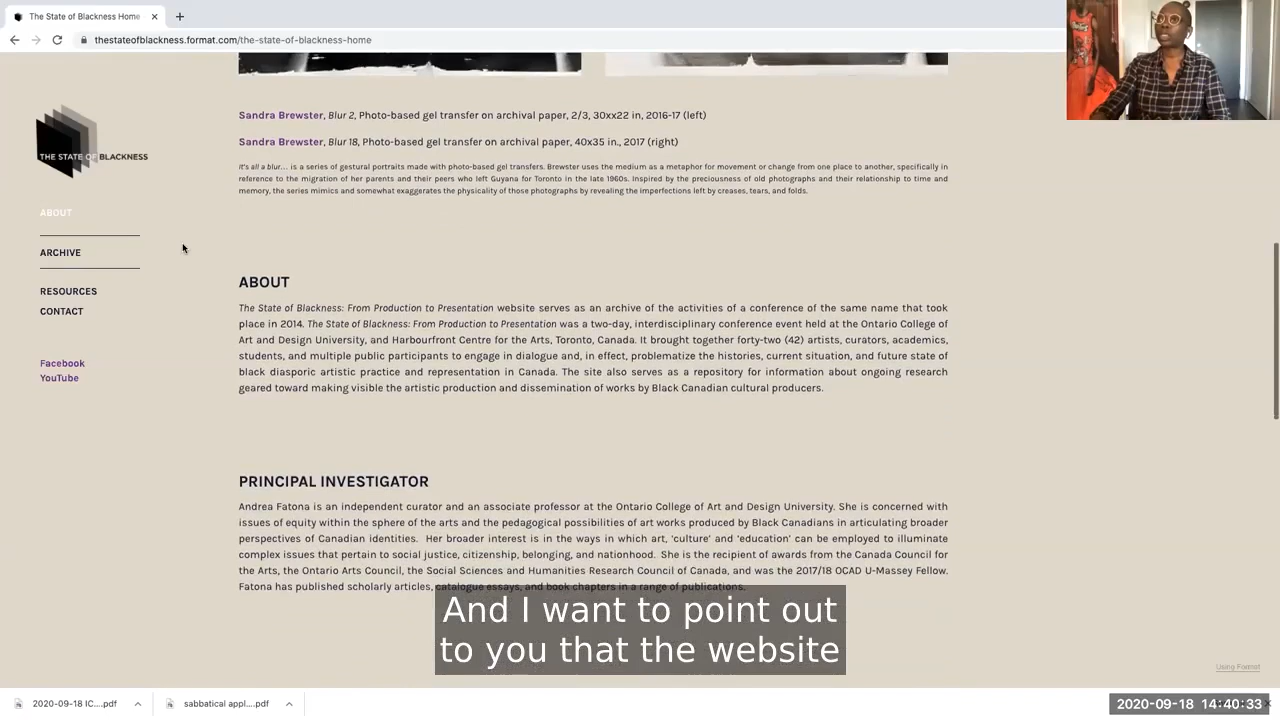 The State of Blackness Home
thestateofblackness.format.com/the-state-of-blackness-home
THE STATE OF BLACKNESS
ABOUT
ARCHIVE
RESOURCES
CONTACT
Facebook
YouTube
Sandra Brewster, Blur 2, Photo-based gel transfer on archival paper, 2/3, 30xx22 in, 2016-17 (left)
Sandra Brewster, Blur 18, Photo-based gel transfer on archival paper, 40x35 in., 2017 (right)
It's all a blur... is a series of gestural portraits made with photo-based gel transfers. Brewster uses the medium as a metaphor for movement or change from one place to another, specifically in
reference to the migration of her parents and their peers who left Guyana for Toronto in the late 1960s. Inspired by the preciousness of old photographs and their relationship to time and
memory, the series mimics and somewhat exaggerates the physicality of those photographs by revealing the imperfections left by creases, tears, and folds.
ABOUT
The State of Blackness: From Production to Presentation website serves as an archive of the activities of a conference of the same name that took
place in 2014. The State of Blackness: From Production to Presentation was a two-day, interdisciplinary conference event held at the Ontario College of
Art and Design University, and Harbourfront Centre for the Arts, Toronto, Canada. It brought together forty-two (42) artists, curators, academics,
students, and multiple public participants to engage in dialogue and, in effect, problematize the histories, current situation, and future state of
black diasporic artistic practice and representation in Canada. The site also serves as a repository for information about ongoing research
geared toward making visible the artistic production and dissemination of works by Black Canadian cultural producers.
PRINCIPAL INVESTIGATOR
Andrea Fatona is an independent curator and an associate professor at the Ontario College of Art and Design University. She is concerned with
issues of equity within the sphere of the arts and the pedagogical possibilities of art works produced by Black Canadians in articulating broader
perspectives of Canadian identities. Her broader interest is in the ways in which art, 'culture' and 'education' can be employed to illuminate
complex issues that pertain to social justice, citizenship, belonging, and nationhood. She is the recipient of awards from the Canada Council for
the Arts, the Ontario Arts Council, the Social Sciences and Humanities Research Council of Canada, and was the 2017/18 OCAD U-Massey Fellow.
Fatona has published scholarly articles, catalogue essays, and book chapters in a range of publications.
And I want to point out
to you that the website
Using Format
2020-09-18 IC....pdf
sabbatical appl....pdf
2020-09-18 14:40:33